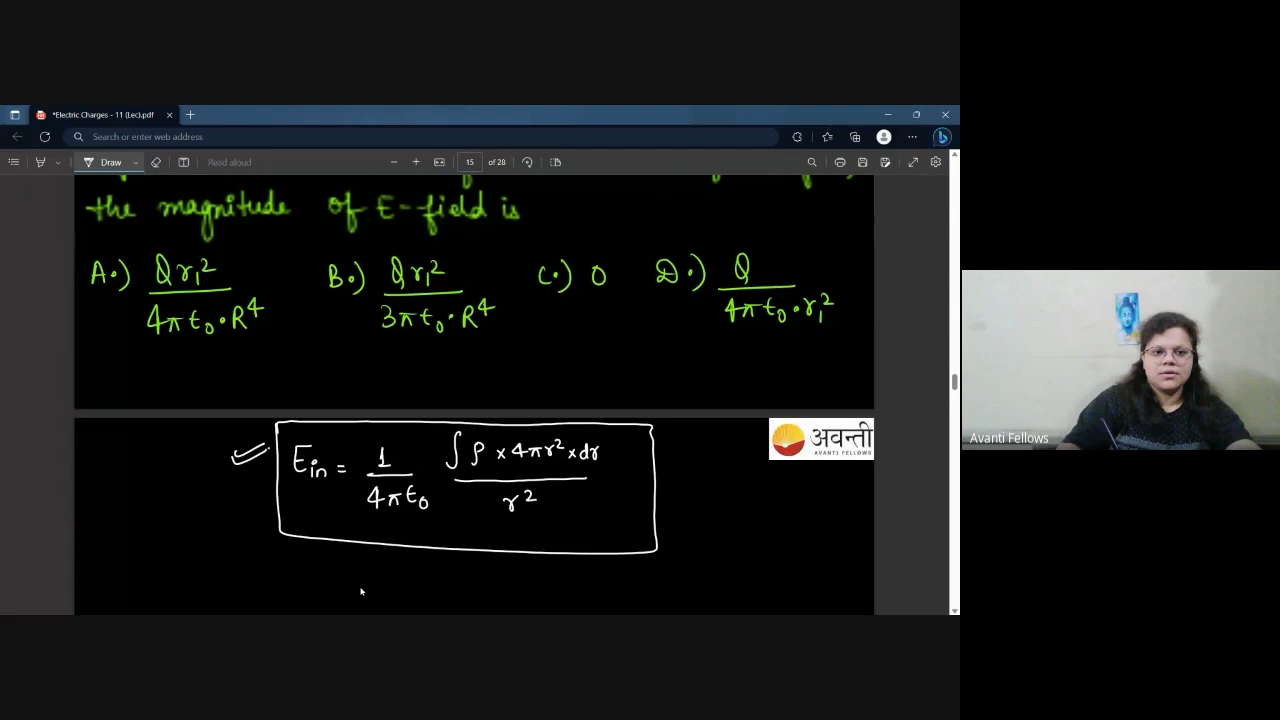 *Electric Charges - 11 (Lec).pdf
Search or enter web address
Draw
Read aloud
15 of 28
the magnitude of E-field is
A.) Qr₁² / 4πϵ₀·R⁴ B.) Qr₁² / 3πϵ₀·R⁴ C.) 0 D.) Q / 4πϵ₀·r₁²
E_in = 1 / 4πϵ₀ ∫ρ × 4πr² × dr / r²
अवन्ती
AVANTI FELLOWS
Avanti Fellows